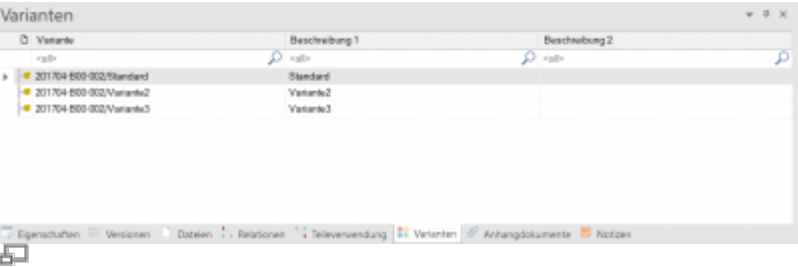 Varianten
Variante Beschreibung 1 Beschreibung 2
<all> <all> <all>
201704-B00-002/Standard Standard
201704-B00-002/Variante2 Variante2
201704-B00-002/Variante3 Variante3
Eigenschaften Versionen Dateien Relationen Teileverwendung Varianten Anhangdokumente Notizen